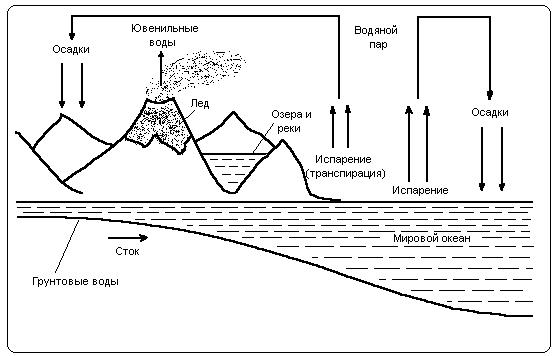 Ювенильные
воды
Водяной
пар
Осадки
Лед
Озера и
реки
Осадки
Испарение
(транспирация)
Испарение
Мировой океан
Сток
Грунтовые воды